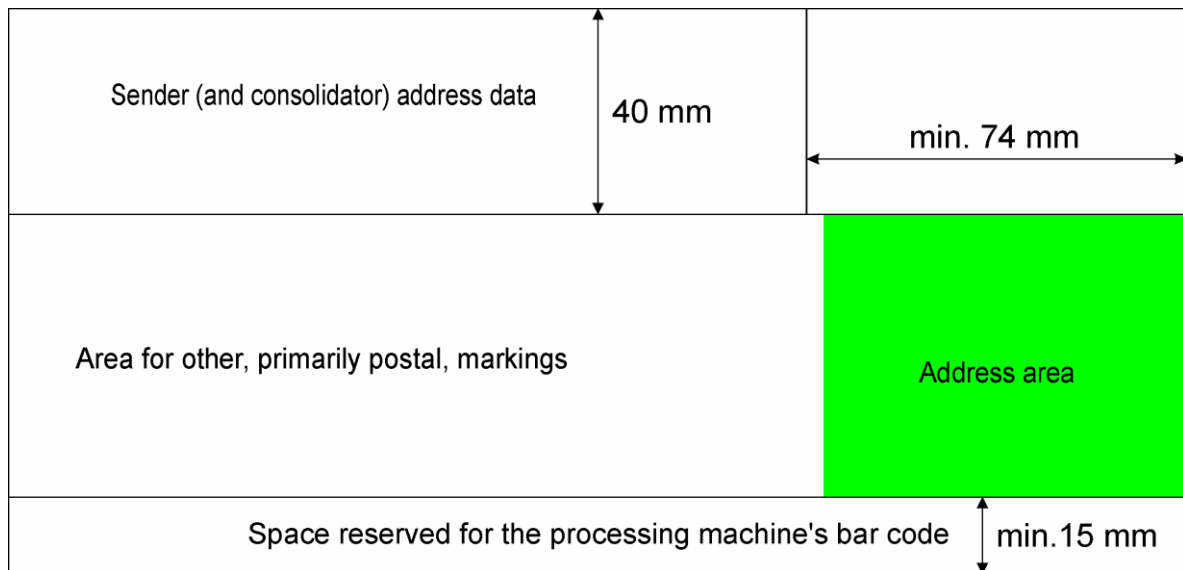 Sender (and consolidator) address data
40 mm
min. 74 mm
Area for other, primarily postal, markings
Address area
Space reserved for the processing machine's bar code
min.15 mm